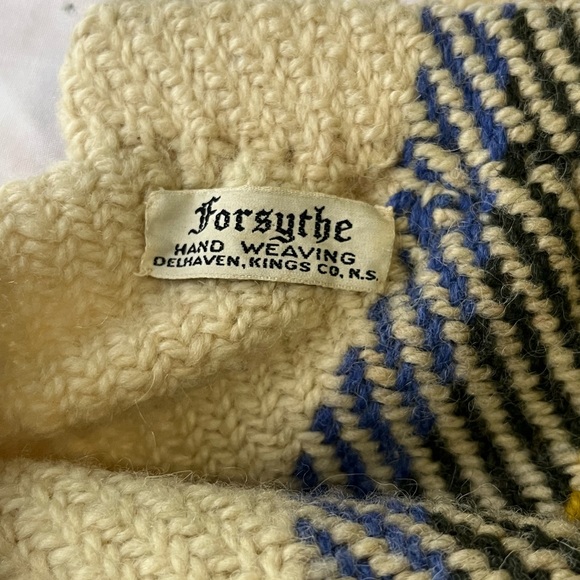 Forsythe
HAND WEAVING
DELHAVEN, KINGS CO, N.S.